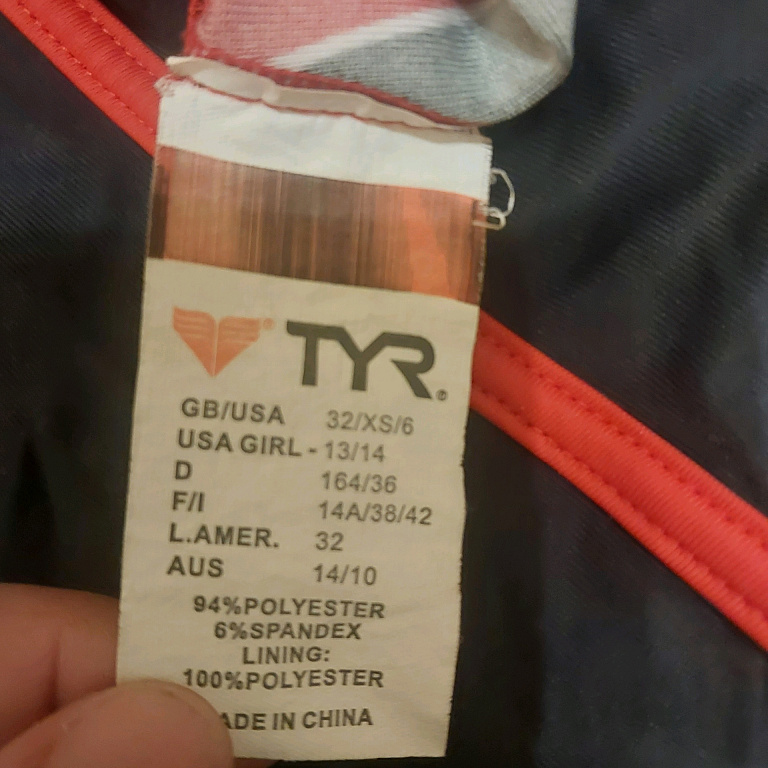 TYR
GB/USA 32/XS/6
USA GIRL - 13/14
D 164/36
F/I 14A/38/42
L.AMER. 32
AUS 14/10
94%POLYESTER
6%SPANDEX
LINING:
100%POLYESTER
ADE IN CHINA